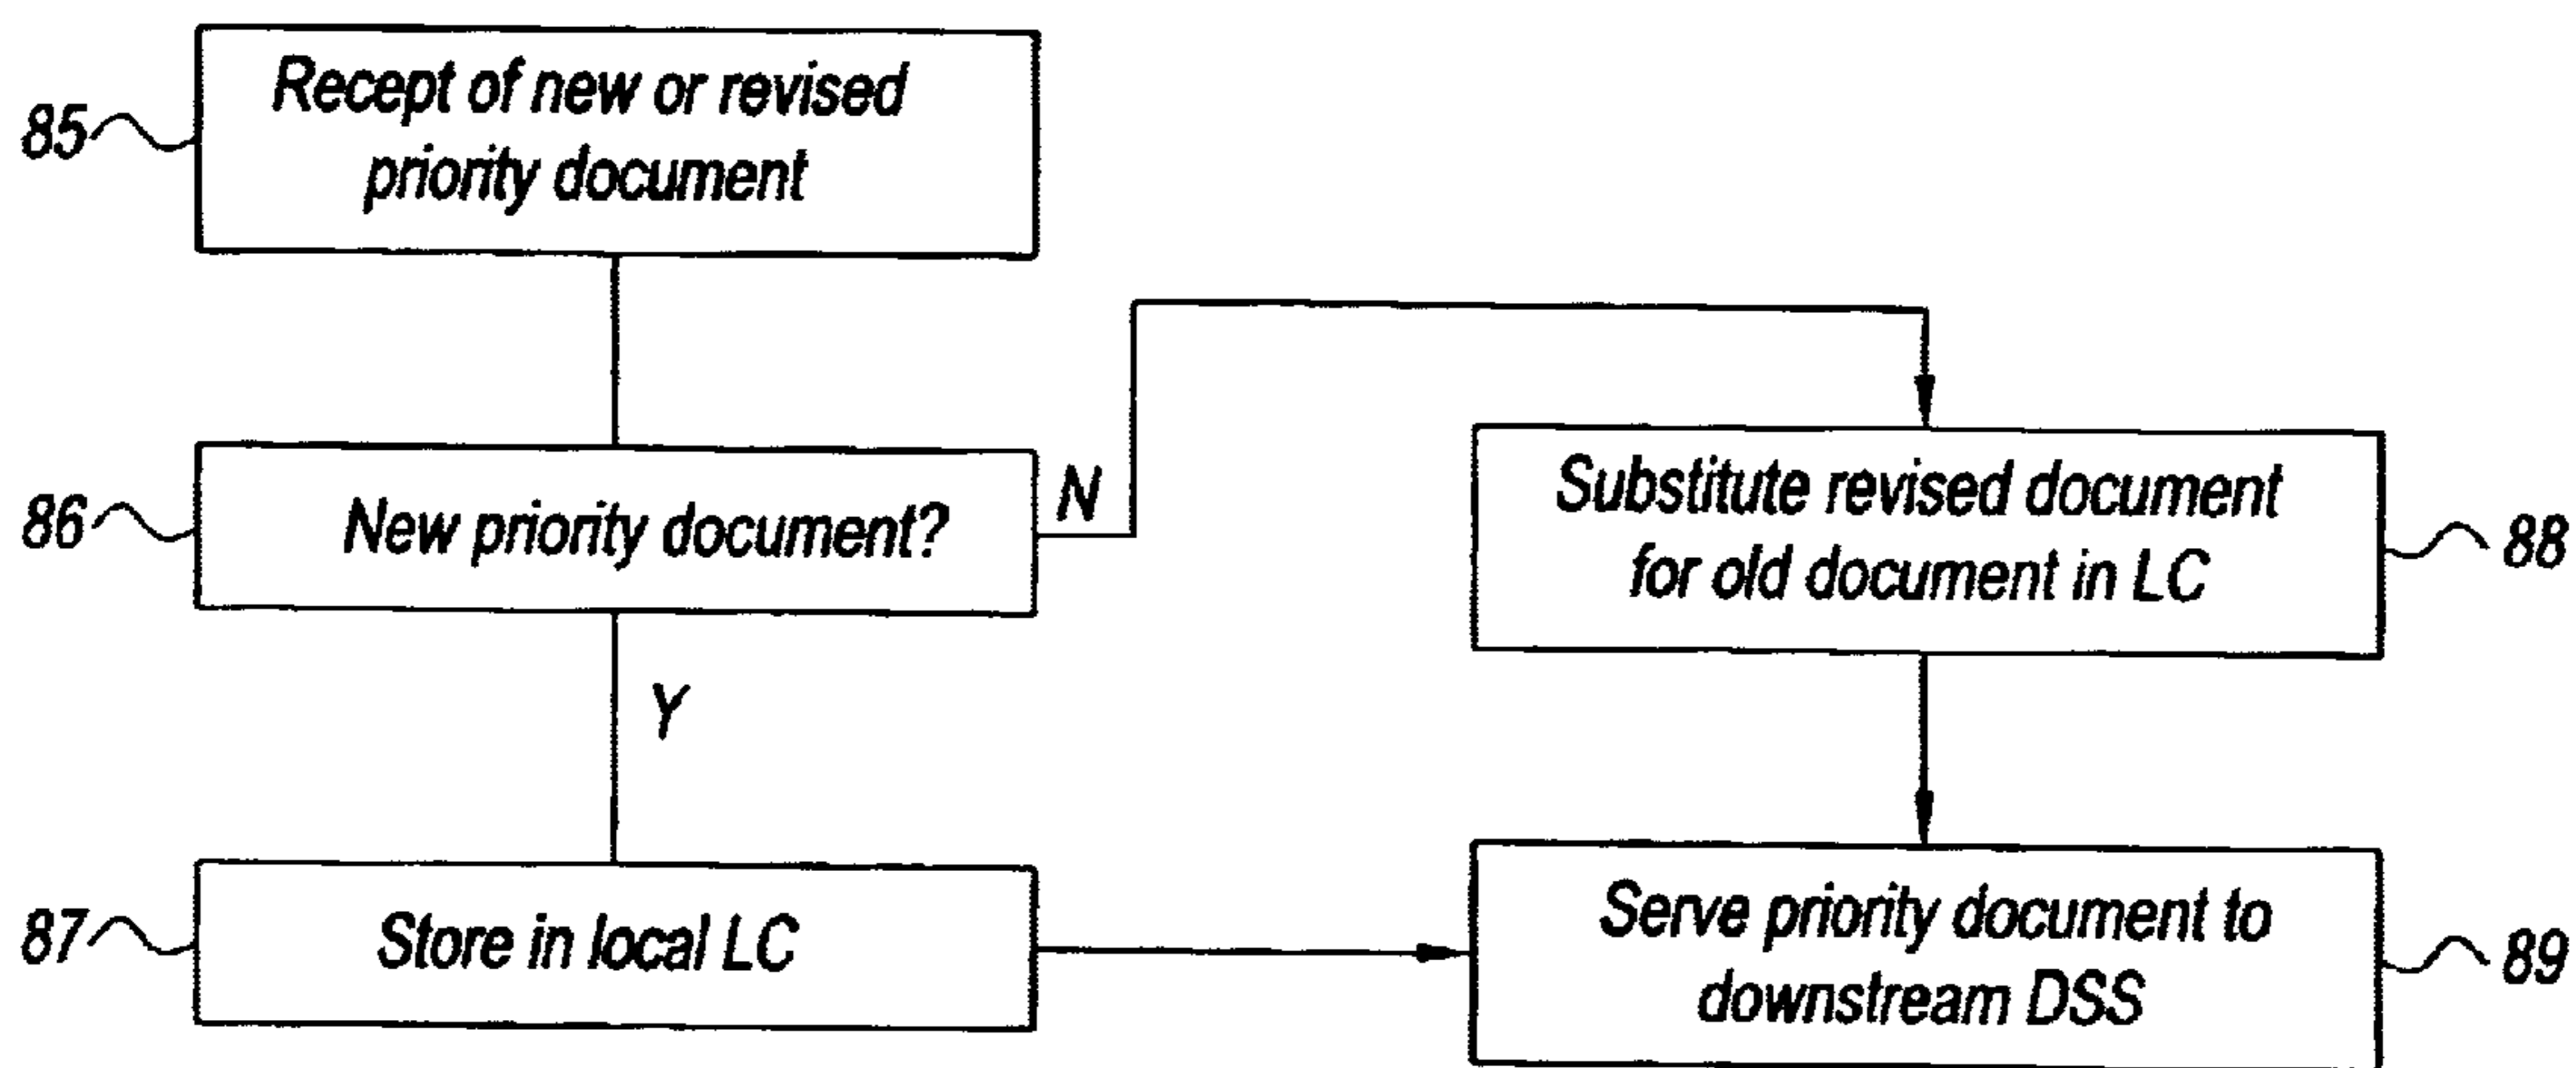 85
Recept of new or revised
priority document
86
New priority document?
N
Y
87
Store in local LC
Substitute revised document
for old document in LC
88
Serve priority document to
downstream DSS
89